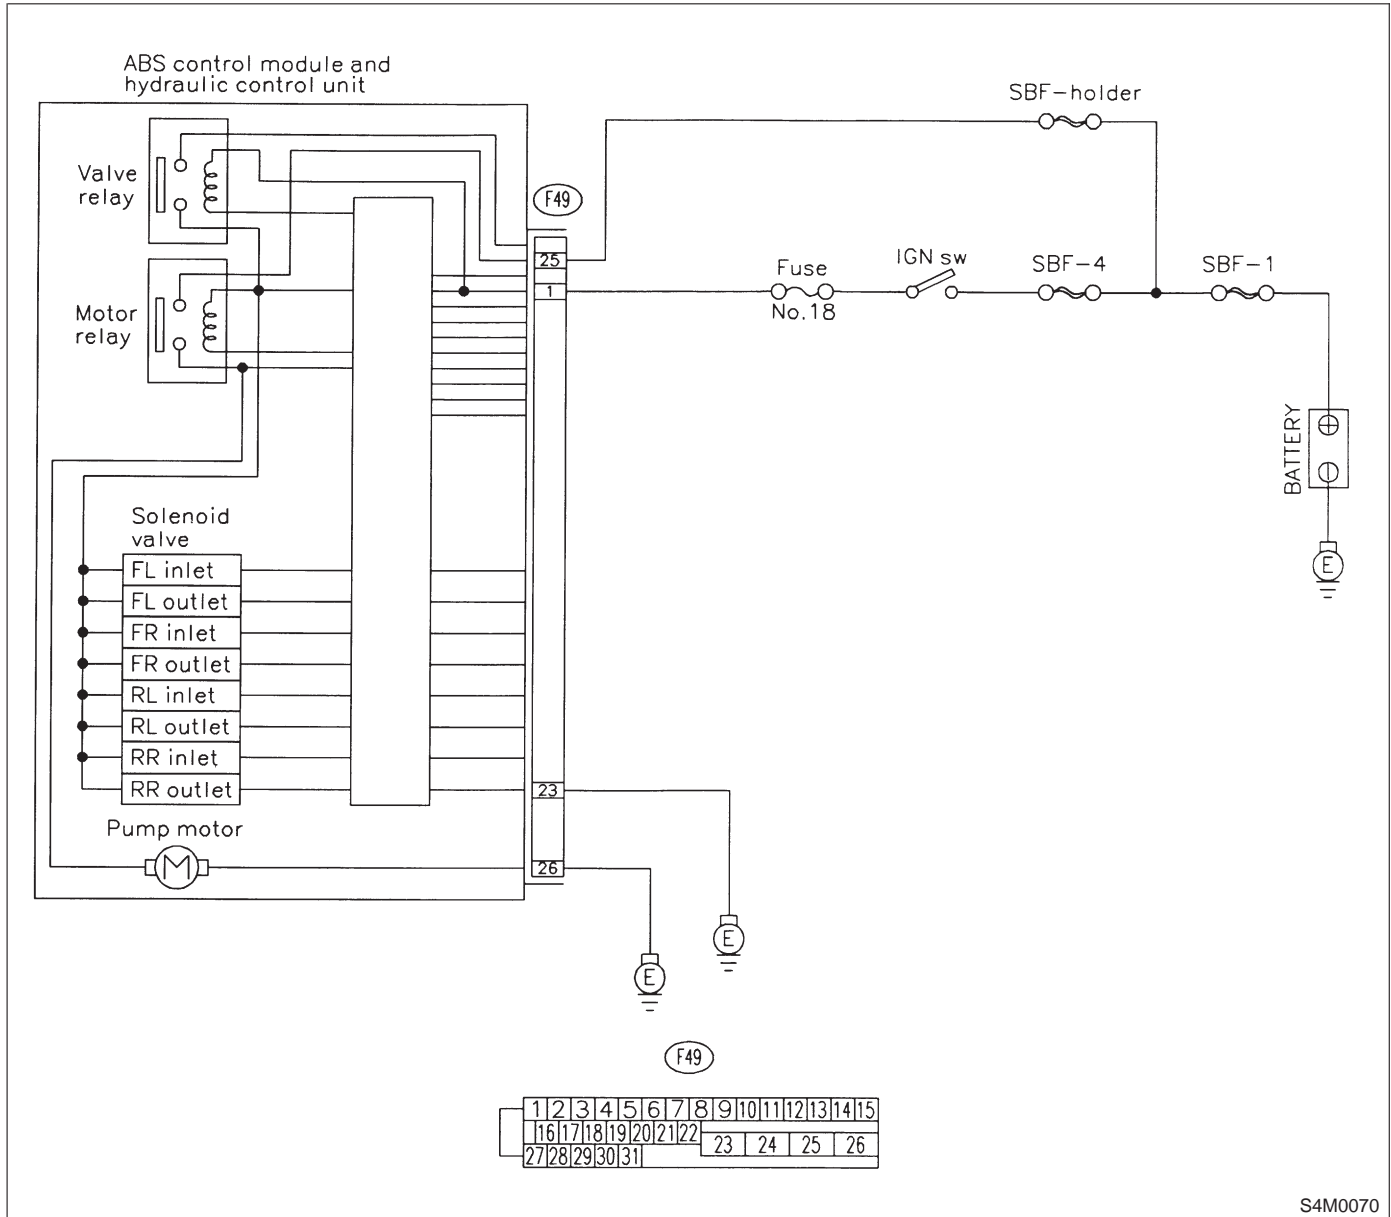 ABS control module and
hydraulic control unit
SBF-holder
Valve
relay
F49
25
1
Fuse
No.18
IGN sw
SBF-4
SBF-1
Motor
relay
BATTERY
E
Solenoid
valve
FL inlet
FL outlet
FR inlet
FR outlet
RL inlet
RL outlet
RR inlet
RR outlet
23
Pump motor
M
26
E
E
F49
1 2 3 4 5 6 7 8 9 10 11 12 13 14 15
16 17 18 19 20 21 22
23 24 25 26
27 28 29 30 31
S4M0070